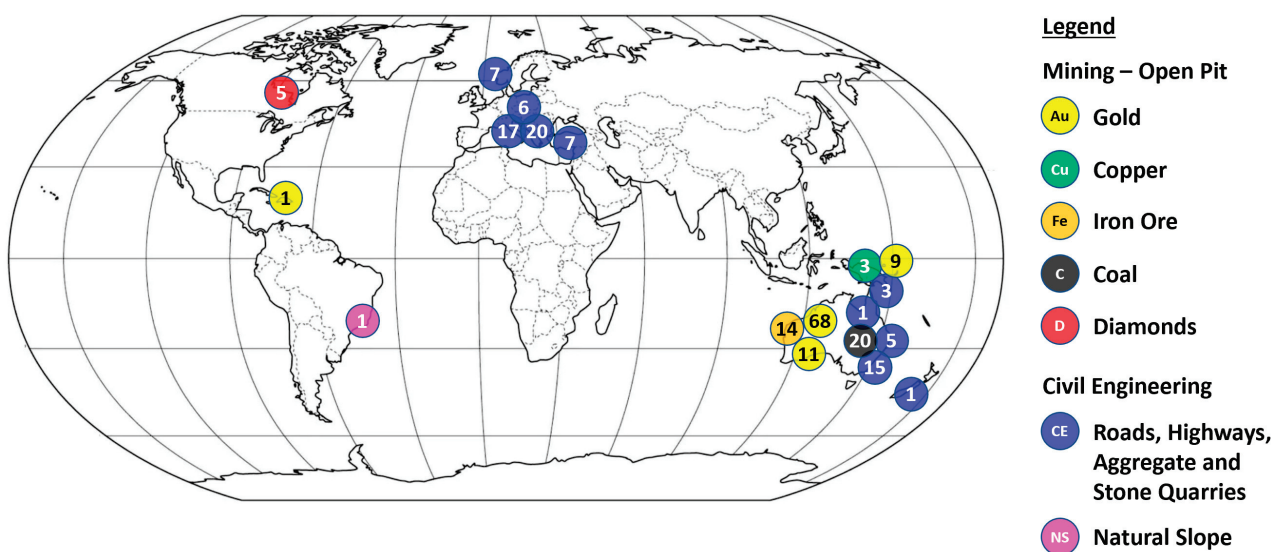 Legend
Mining – Open Pit
Au Gold
Cu Copper
Fe Iron Ore
C Coal
D Diamonds
Civil Engineering
CE Roads, Highways,
Aggregate and
Stone Quarries
NS Natural Slope
7
5
6
17 20
7
1
3 9
3
1 1
68
14
20 5
11
15
1